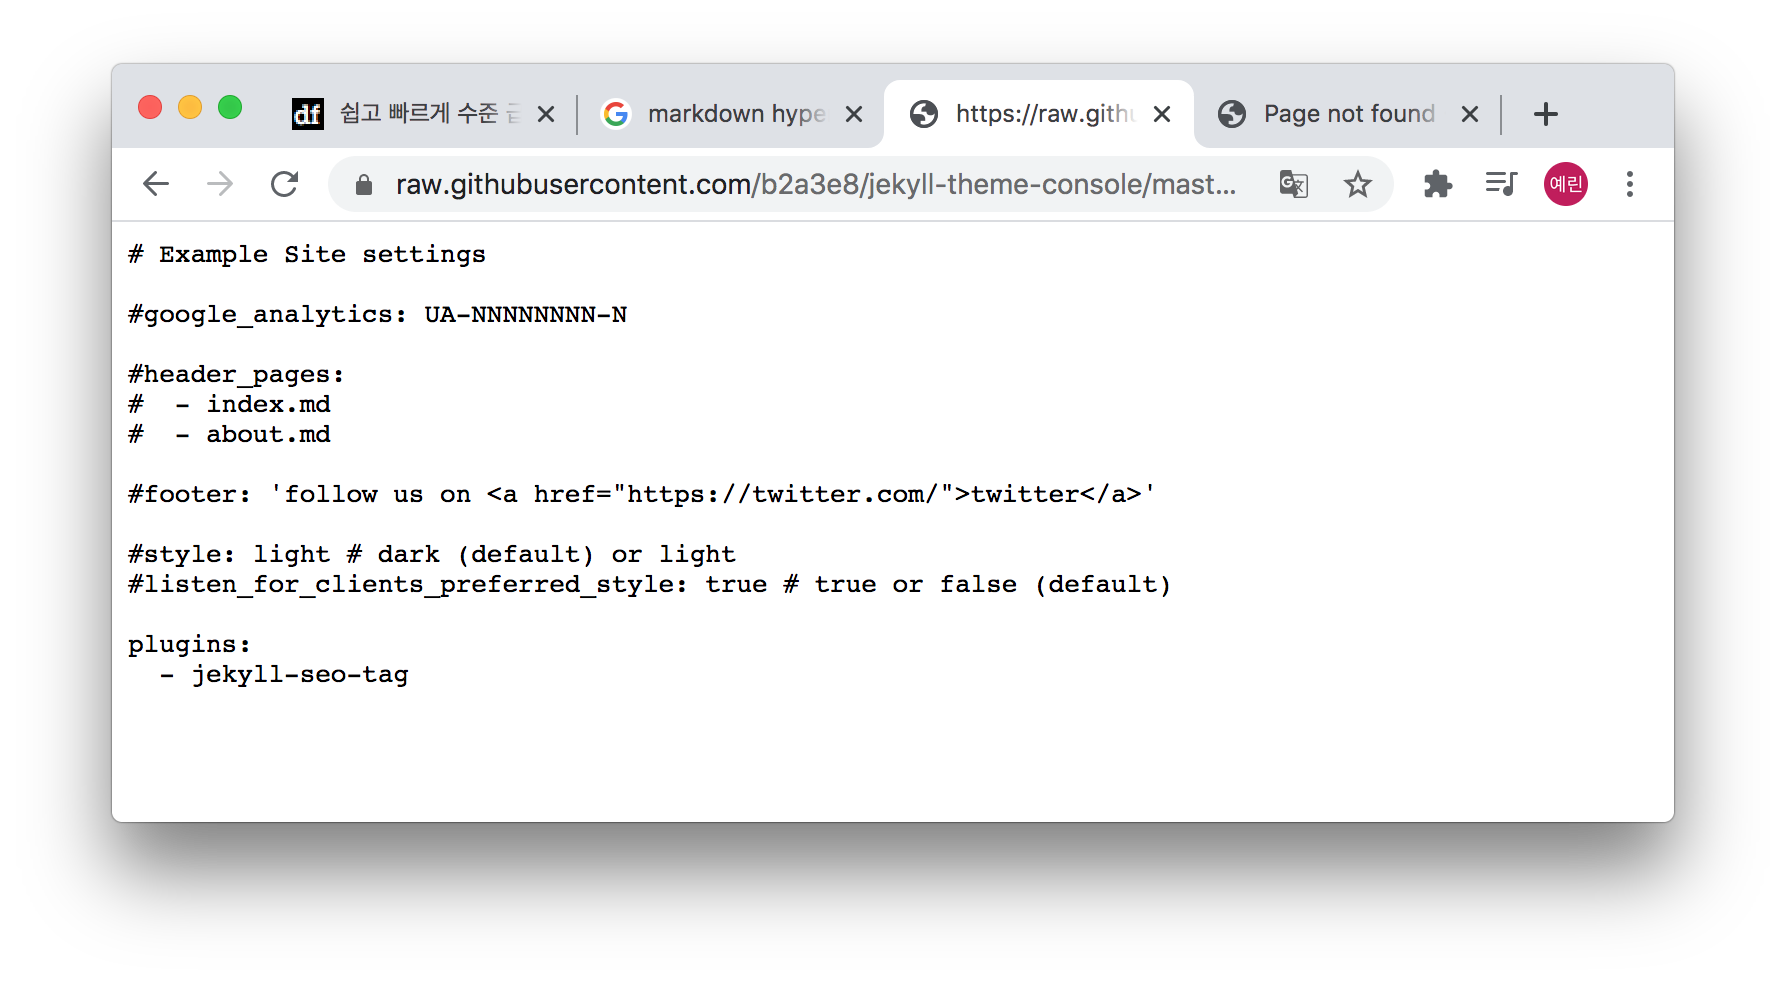 df 쉽고 빠르게 수준
markdown hype
https://raw.githu
Page not found
raw.githubusercontent.com/b2a3e8/jekyll-theme-console/mast...
예린
# Example Site settings
#google_analytics: UA-NNNNNNNN-N
#header_pages:
#  - index.md
#  - about.md
#footer: 'follow us on <a href="https://twitter.com/">twitter</a>'
#style: light # dark (default) or light
#listen_for_clients_preferred_style: true # true or false (default)
plugins:
  - jekyll-seo-tag